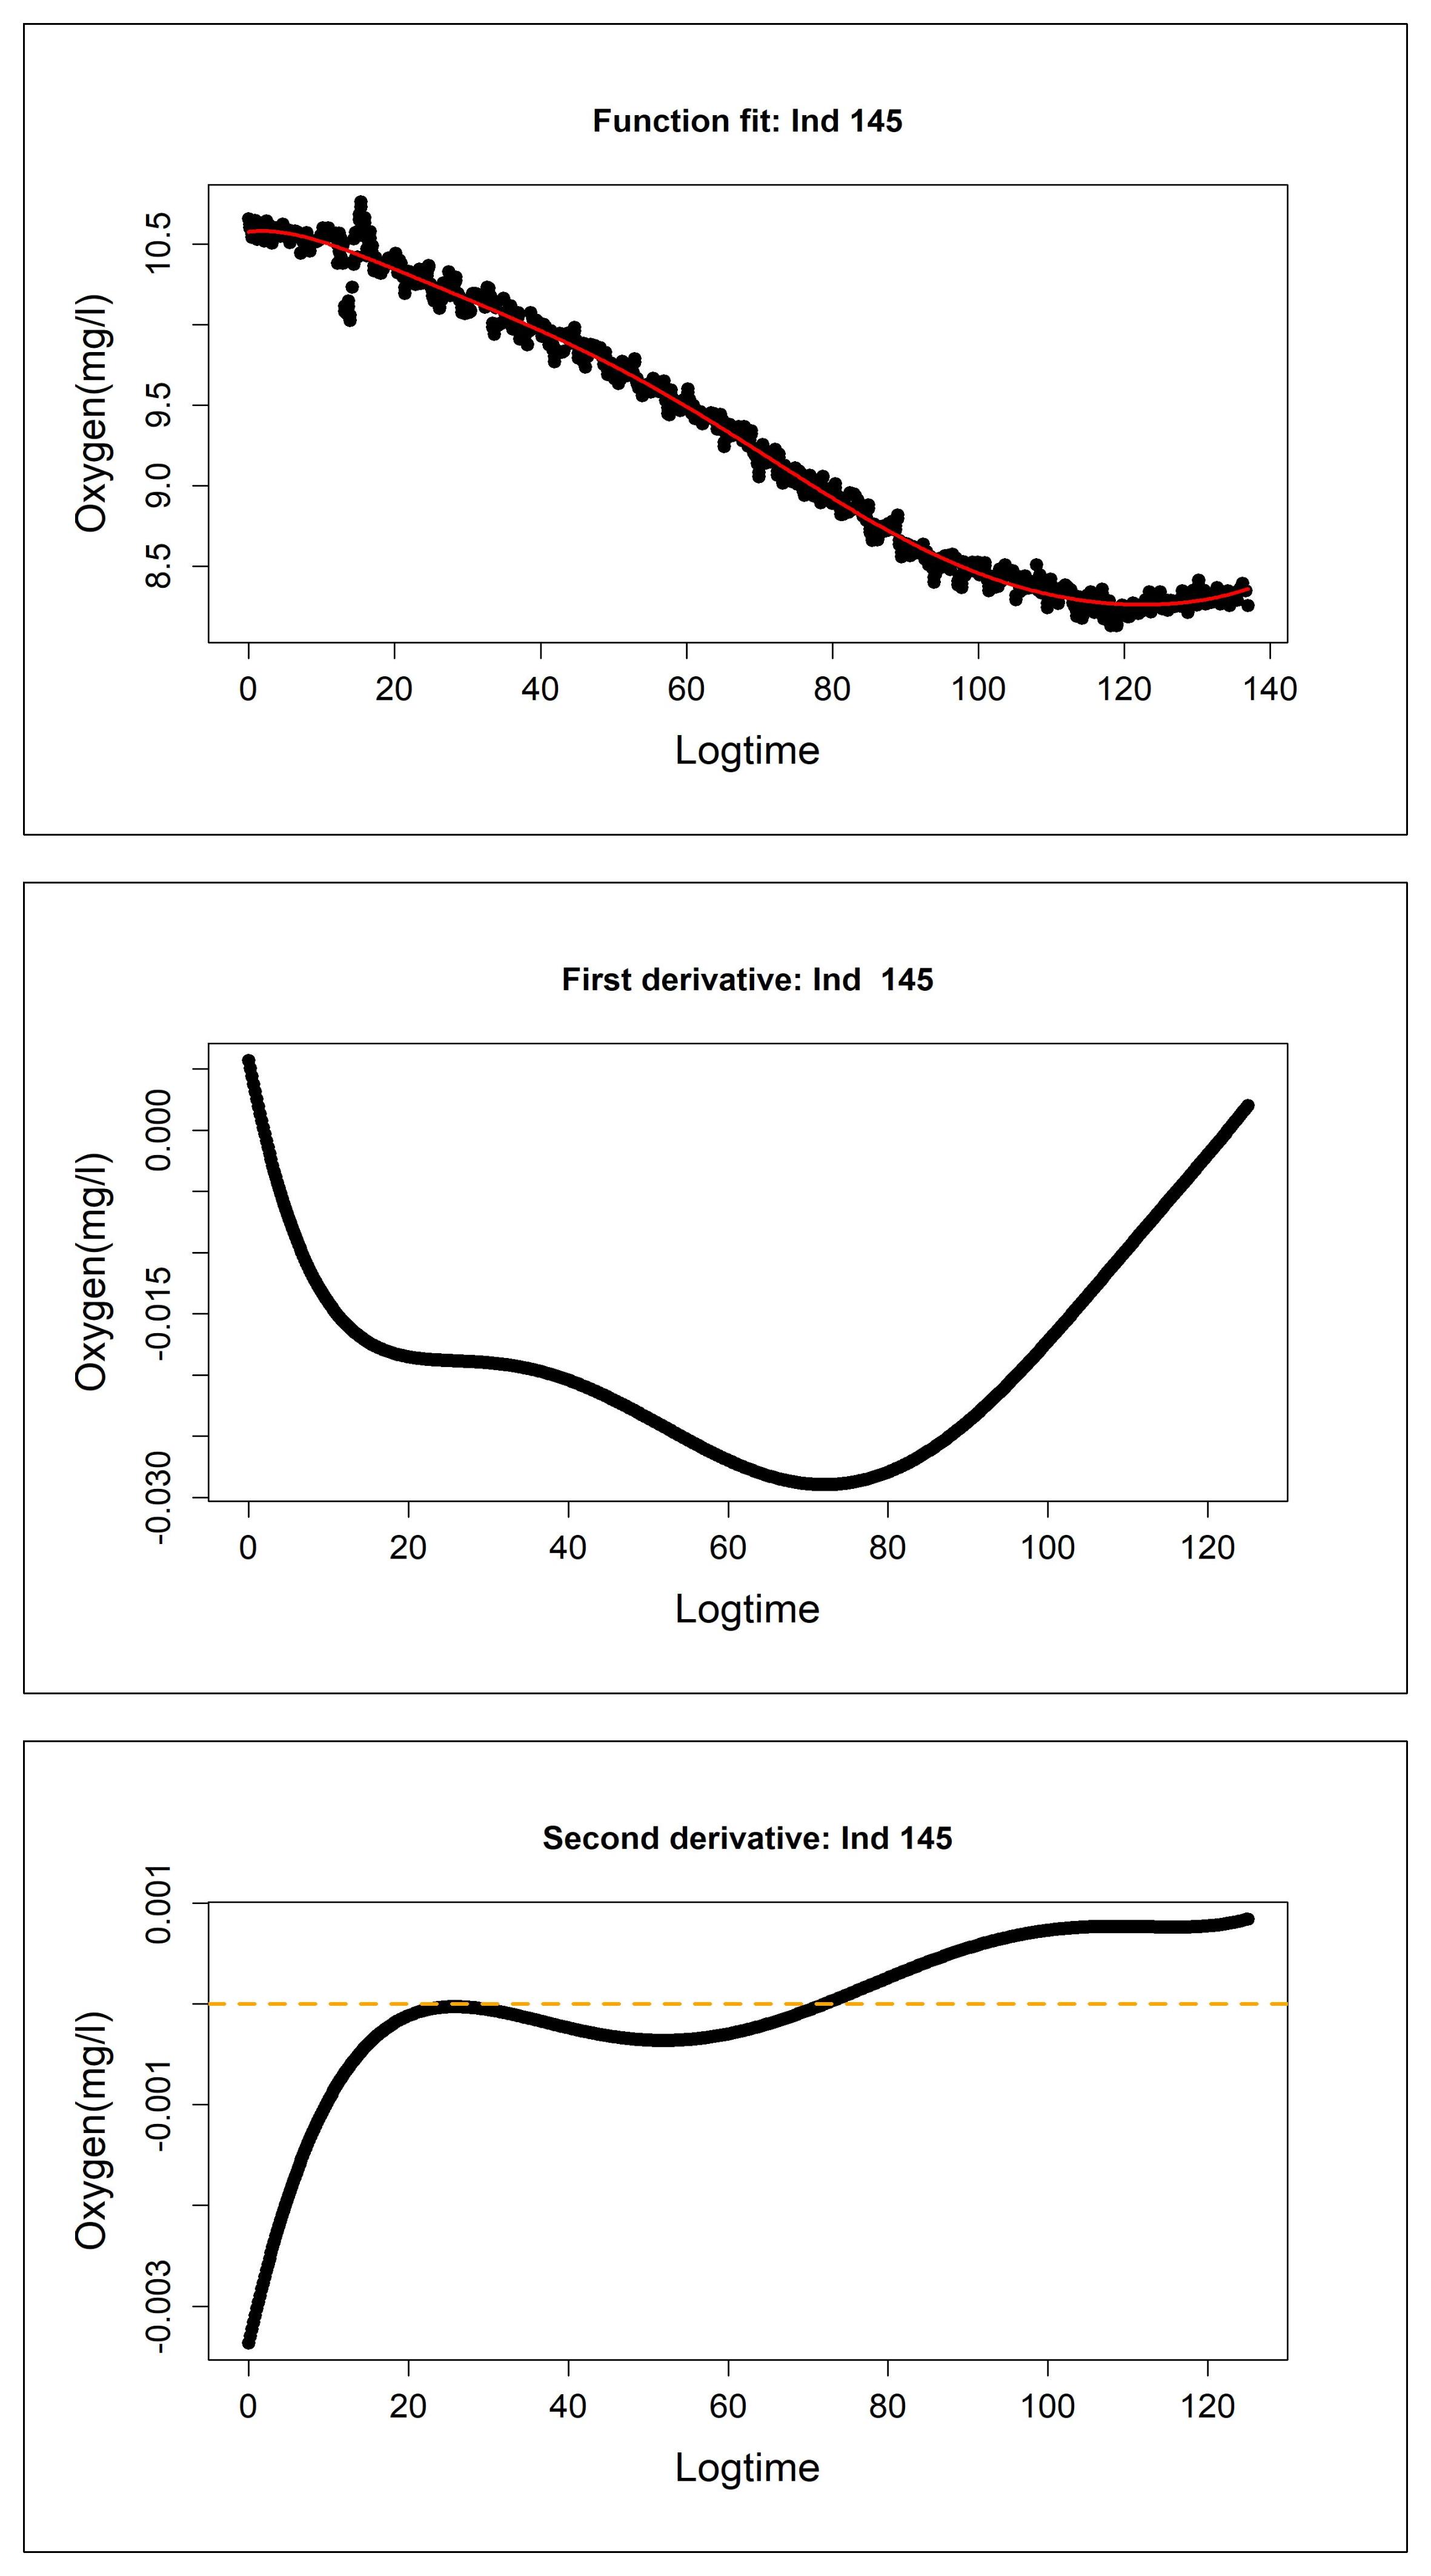 Function fit: Ind 145
Oxygen(mg/l)
10.5
9.5
9.0
8.5
0 20 40 60 80 100 120 140
Logtime
First derivative: Ind  145
Oxygen(mg/l)
0.000
-0.015
-0.030
0 20 40 60 80 100 120
Logtime
Second derivative: Ind 145
Oxygen(mg/l)
0.001
-0.001
-0.003
0 20 40 60 80 100 120
Logtime